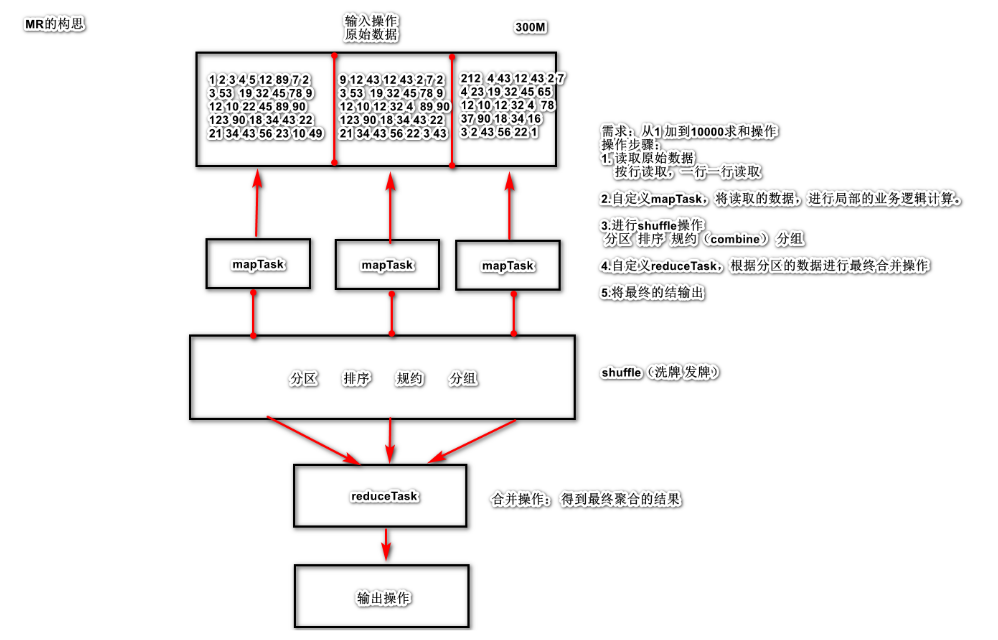 MR的构思
输入操作
原始数据
300M
1 2 3 4 5 12 89 7 2
3 53 19 32 45 78 9
12 10 22 45 89 90
123 90 18 34 43 22
21 34 43 56 23 10 49
9 12 43 12 43 2 7 2
3 53 19 32 45 78 9
12 10 12 32 4 89 90
123 90 18 34 43 22
21 34 43 56 22 3 43
212 4 43 12 43 2 7
4 23 19 32 45 65
12 10 12 32 4 78
37 90 18 34 16
3 2 43 56 22 1
mapTask
mapTask
mapTask
分区 排序 规约 分组
shuffle（洗牌 发牌）
reduceTask
合并操作： 得到最终聚合的结果
输出操作
需求：从1 加到10000求和操作
操作步骤：
1. 读取原始数据
按行读取，一行一行读取
2.自定义mapTask，将读取的数据，进行局部的业务逻辑计算。
3.进行shuffle操作
分区 排序 规约（combine） 分组
4.自定义reduceTask，根据分区的数据进行最终合并操作
5.将最终的结输出